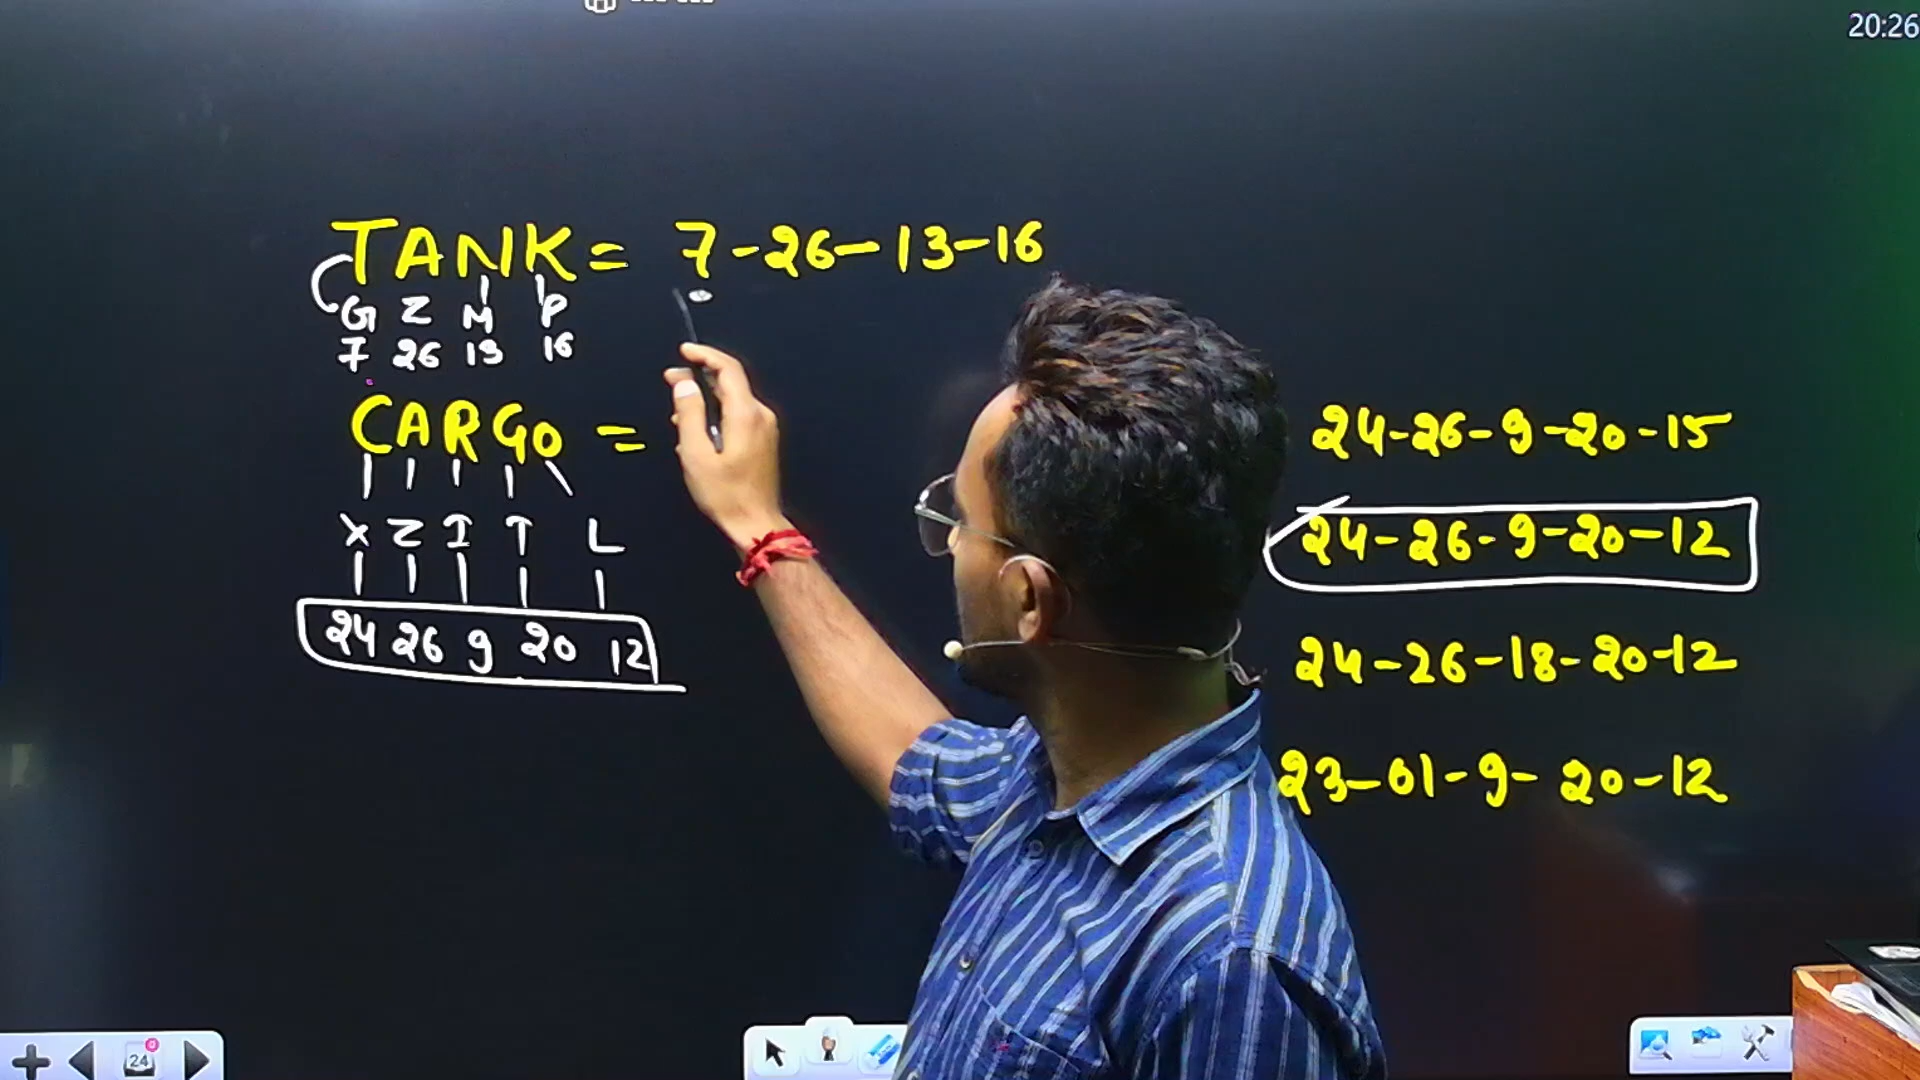 20:26
TANK = 7-26-13-16
G Z M P
7 26 13 16
CARGO =
X Z I T L
24 26 9 20 12
24-26-9-20-15
24-26-9-20-12
24-26-18-20-12
23-01-9-20-12
24